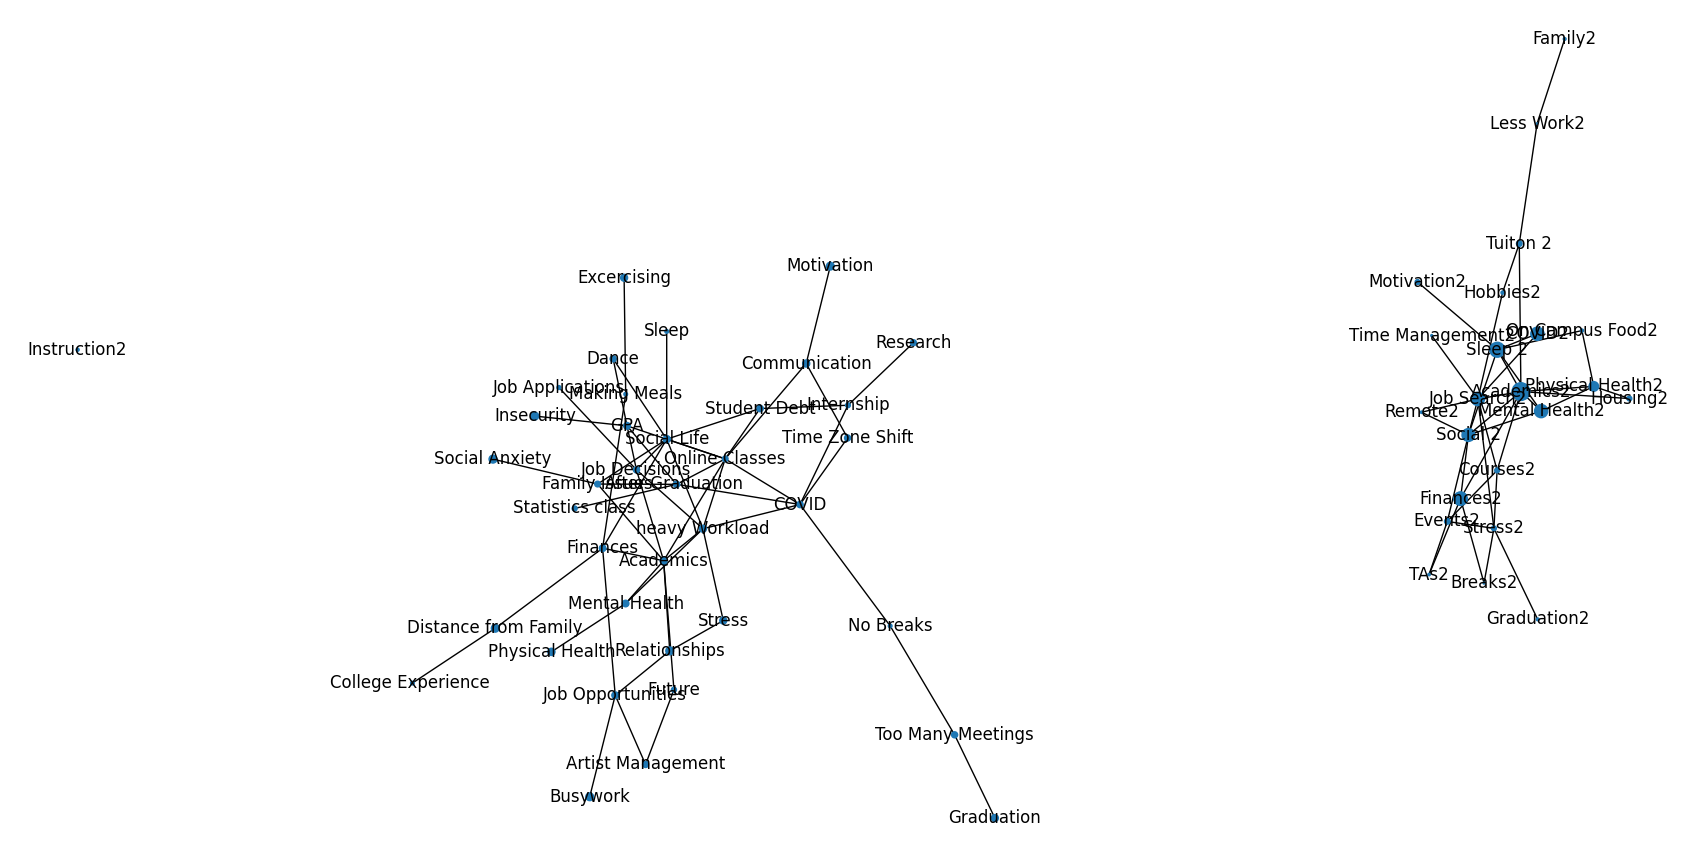 Family2
Less Work2
Tuiton 2
Motivation
Excercising
Motivation2
Hobbies2
Sleep
On Campus Food2
COVID2
Time Management2
Research
Sleep 2
Instruction2
Dance
Communication
Job Applications
Making Meals
Physical Health2
Academics2
Job Search2
Housing2
Student Debt
Internship
Mental Health2
Remote2
Insecurity
GPA
Social Life
Time Zone Shift
Social 2
Social Anxiety
Online Classes
Job Decisions
Courses2
Family Issues
After Graduation
Finances2
Statistics class
COVID
Events2
heavy Workload
Stress2
Finances
Academics
TAs2
Breaks2
Mental Health
Stress
Graduation2
Distance from Family
No Breaks
Physical Health
Relationships
College Experience
Job Opportunities
Future
Too Many Meetings
Artist Management
Busywork
Graduation